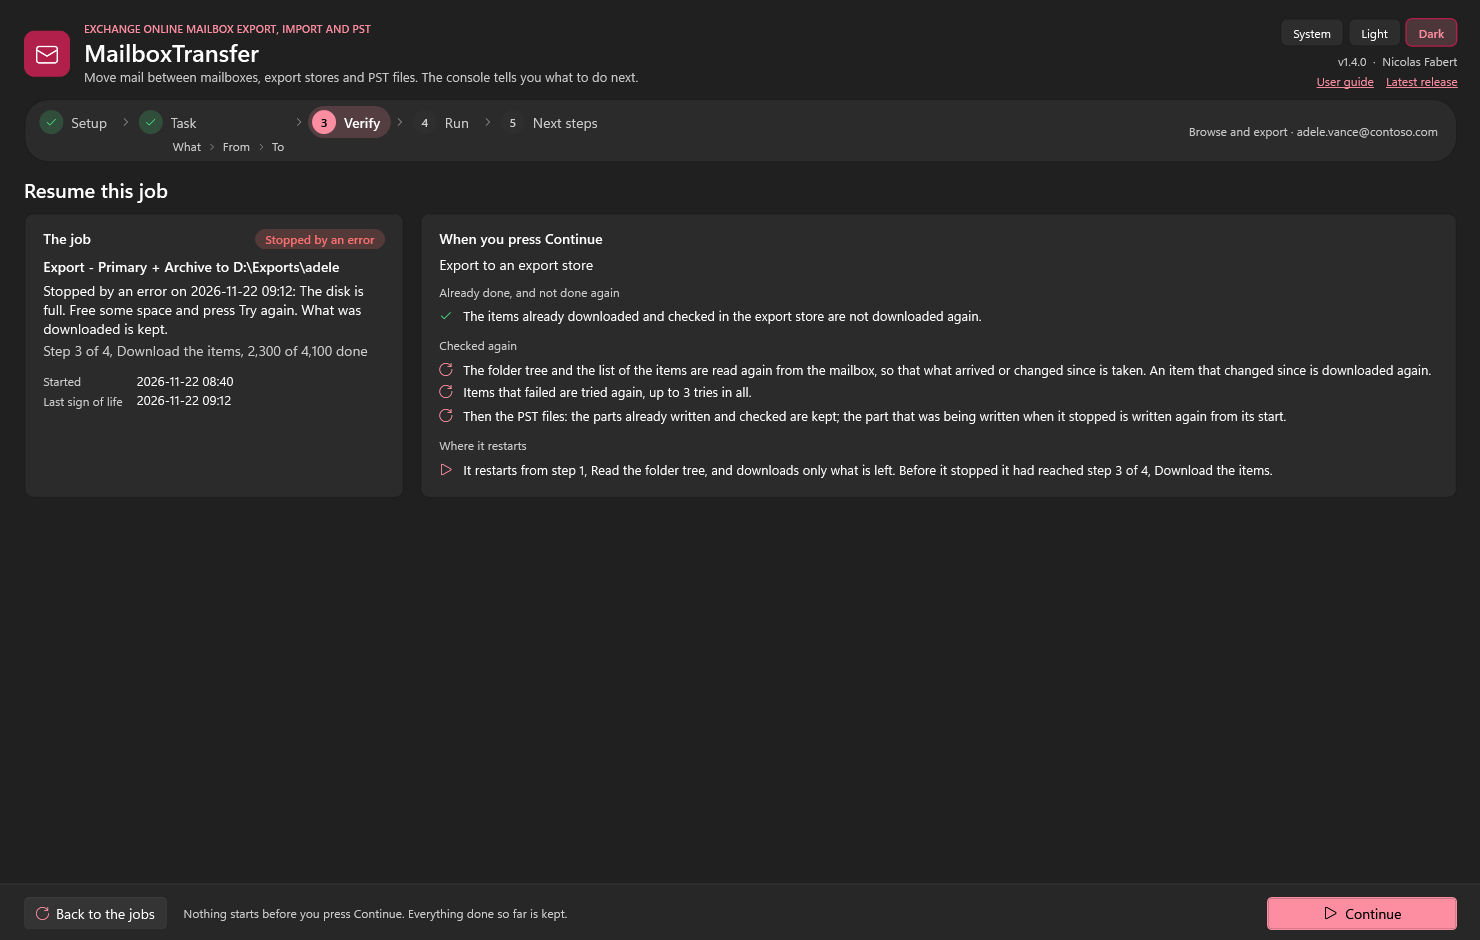 EXCHANGE ONLINE MAILBOX EXPORT, IMPORT AND PST
MailboxTransfer
Move mail between mailboxes, export stores and PST files. The console tells you what to do next.
System
Light
Dark
v1.4.0 · Nicolas Fabert
User guide
Latest release
Setup
Task
What
From
To
3 Verify
4 Run
5 Next steps
Browse and export · adele.vance@contoso.com
Resume this job
The job
Stopped by an error
Export - Primary + Archive to D:\Exports\adele
Stopped by an error on 2026-11-22 09:12: The disk is
full. Free some space and press Try again. What was
downloaded is kept.
Step 3 of 4, Download the items, 2,300 of 4,100 done
Started 2026-11-22 08:40
Last sign of life 2026-11-22 09:12
When you press Continue
Export to an export store
Already done, and not done again
The items already downloaded and checked in the export store are not downloaded again.
Checked again
The folder tree and the list of the items are read again from the mailbox, so that what arrived or changed since is taken. An item that changed since is downloaded again.
Items that failed are tried again, up to 3 tries in all.
Then the PST files: the parts already written and checked are kept; the part that was being written when it stopped is written again from its start.
Where it restarts
It restarts from step 1, Read the folder tree, and downloads only what is left. Before it stopped it had reached step 3 of 4, Download the items.
Back to the jobs
Nothing starts before you press Continue. Everything done so far is kept.
Continue